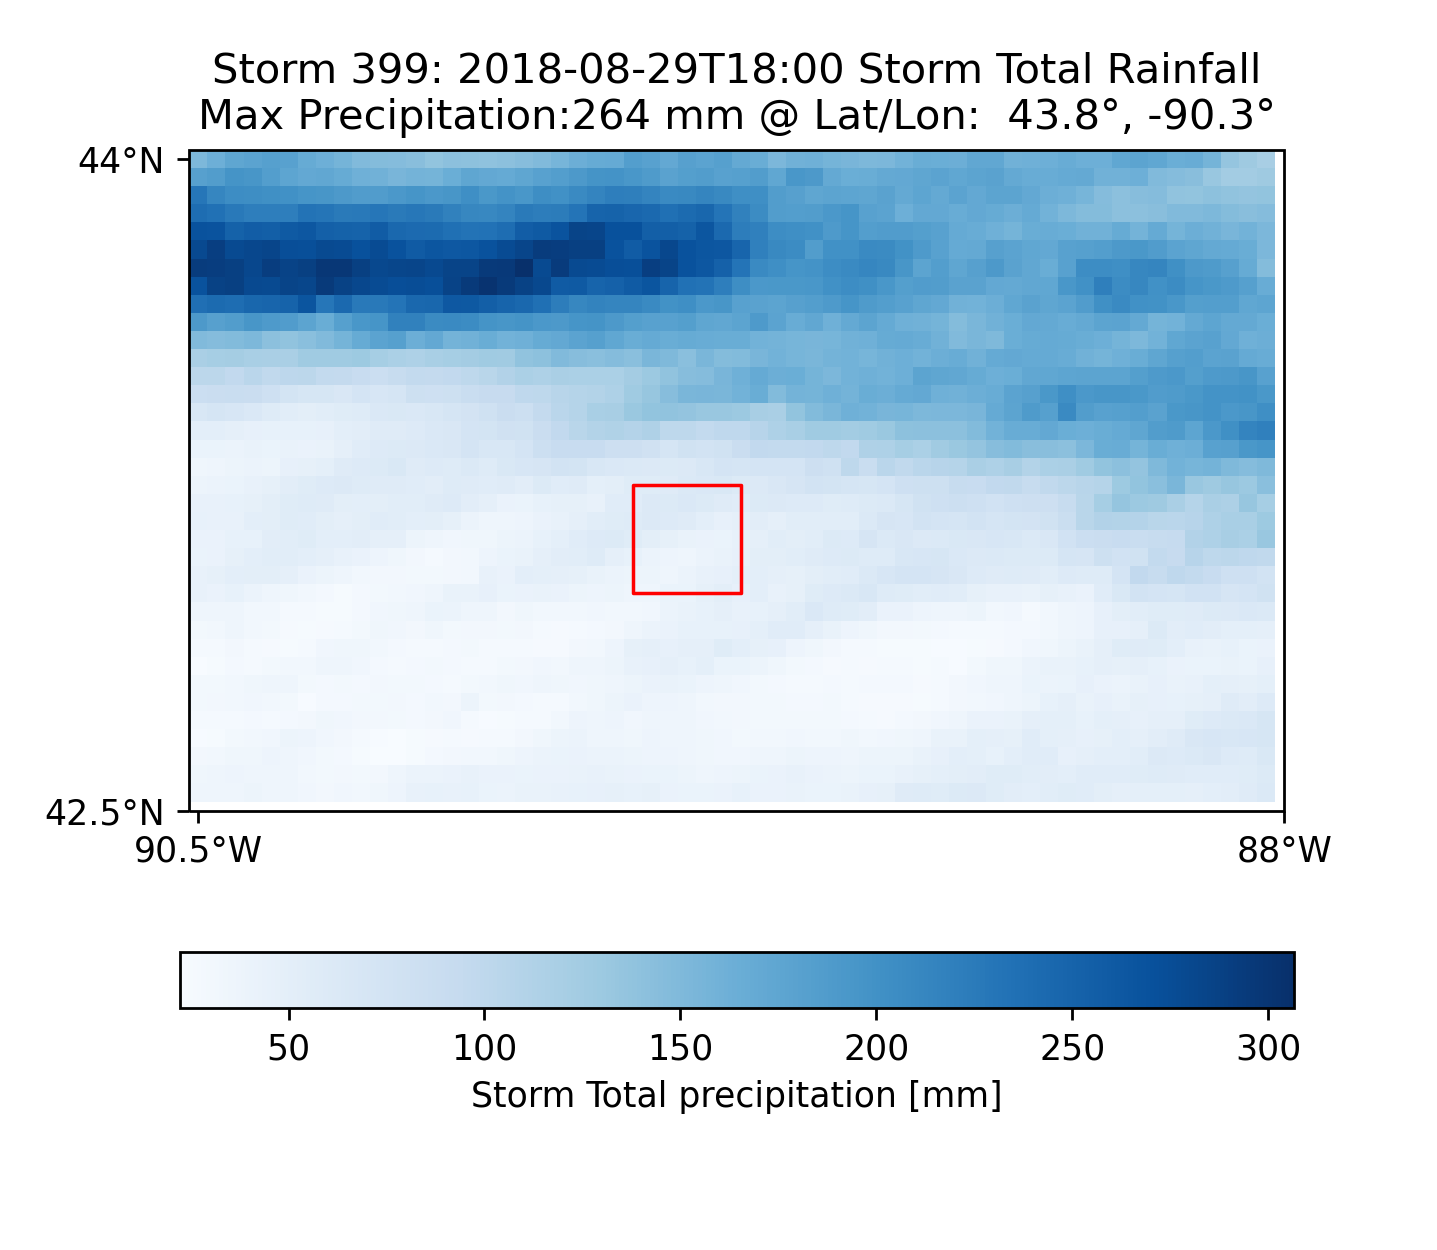 Storm 399: 2018-08-29T18:00 Storm Total Rainfall
Max Precipitation:264 mm @ Lat/Lon:  43.8°, -90.3°
44°N
42.5°N
90.5°W 88°W
50 100 150 200 250 300
Storm Total precipitation [mm]